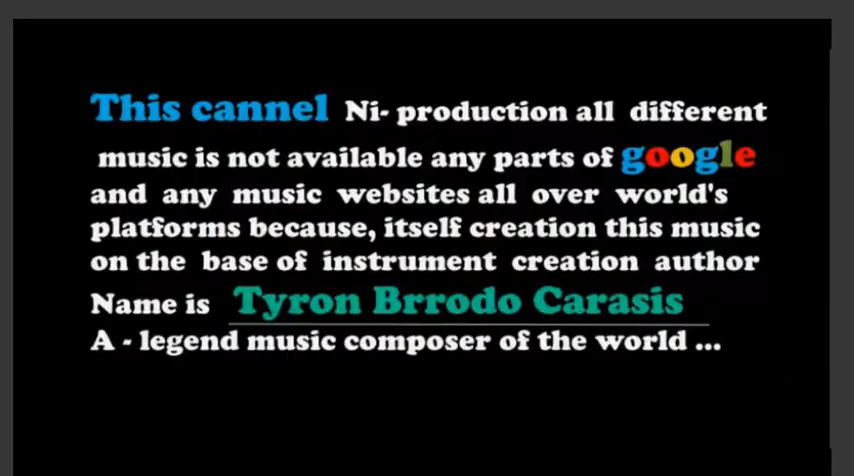 This cannel Ni- production all different
music is not available any parts of google
and any music websites all over world's
platforms because, itself creation this music
on the base of instrument creation author
Name is Tyron Brrodo Carasis
A - legend music composer of the world ...